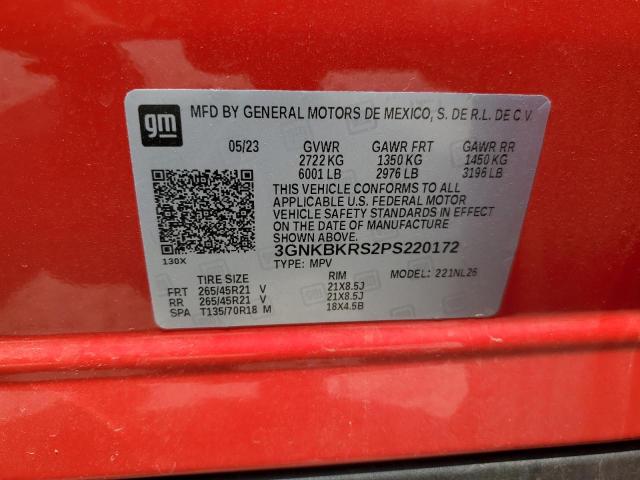 gm
MFD BY GENERAL MOTORS DE MEXICO, S. DE R.L. DE C.V.
05/23 GVWR GAWR FRT GAWR RR
2722 KG 1350 KG 1450 KG
6001 LB 2976 LB 3196 LB
THIS VEHICLE CONFORMS TO ALL
APPLICABLE U.S. FEDERAL MOTOR
VEHICLE SAFETY STANDARDS IN EFFECT
ON THE DATE OF MANUFACTURE
SHOWN ABOVE.
3GNKBKRS2PS220172
130X TYPE: MPV MODEL: 221NL26
TIRE SIZE RIM
FRT 265/45R21 V 21X8.5J
RR 265/45R21 V 21X8.5J
SPA T135/70R18 M 18X4.5B